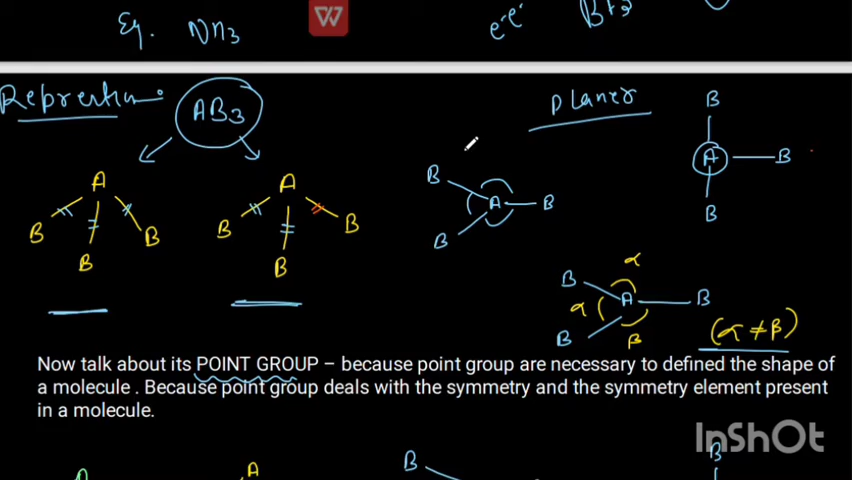 Eg. NH3
W
e⁻e⁻ BF3
Reprertion:
AB3
planer
A
B B B
A
B B B
B
A B
B
B
A B
B
α
B
α A B
B
β
(α ≠ β)
Now talk about its POINT GROUP – because point group are necessary to defined the shape of
a molecule . Because point group deals with the symmetry and the symmetry element present
in a molecule.
InShOt
A
B
B